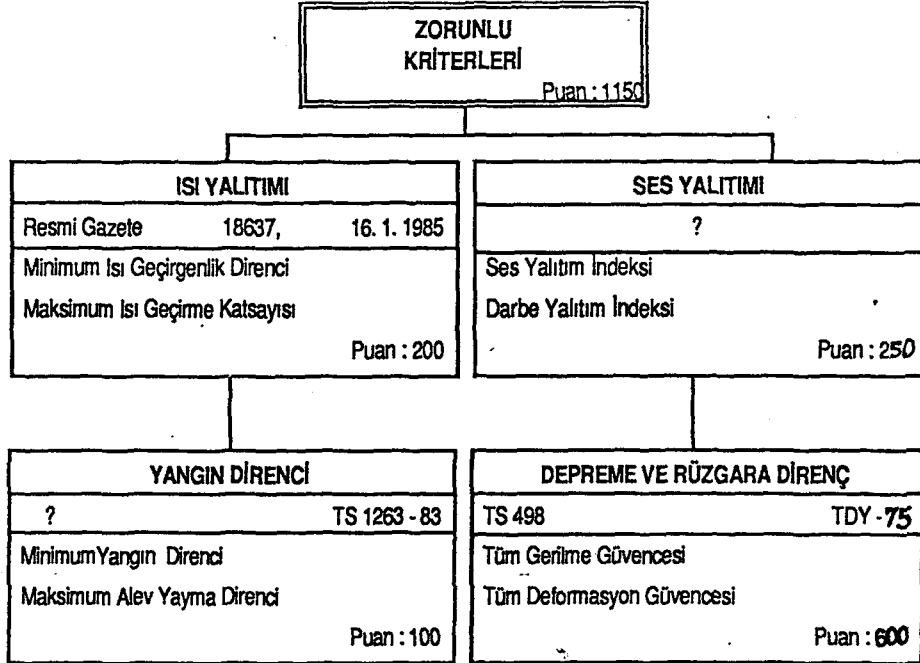 ZORUNLU
KRİTERLERİ
Puan : 1150
ISI YALITIMI
Resmi Gazete 18637, 16. 1. 1985
Minimum Isı Geçirgenlik Direnci
Maksimum Isı Geçirme Katsayısı
Puan : 200
SES YALITIMI
?
Ses Yalıtım İndeksi
Darbe Yalıtım İndeksi
Puan : 250
YANGIN DİRENCİ
? TS 1263 - 83
MinimumYangın Direnci
Maksimum Alev Yayma Direnci
Puan : 100
DEPREME VE RÜZGARA DİRENÇ
TS 498 TDY - 75
Tüm Gerilme Güvencesi
Tüm Deformasyon Güvencesi
Puan : 600